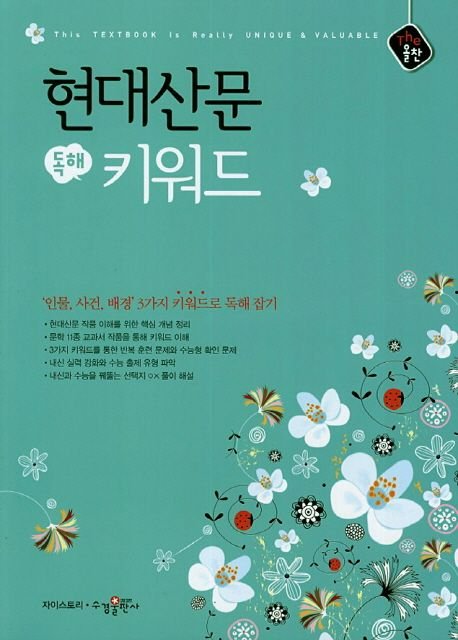 This TEXTBOOK Is Really UNIQUE & VALUABLE
The
올찬
현대산문
독해
키워드
'인물, 사건, 배경' 3가지 키워드로 독해 잡기
• 현대산문 작품 이해를 위한 핵심 개념 정리
• 문학 11종 교과서 작품을 통해 키워드 이해
• 3가지 키워드를 통한 반복 훈련 문제와 수능형 확인 문제
• 내신 실력 강화와 수능 출제 유형 파악
• 내신과 수능을 꿰뚫는 선택지 O× 풀이 해설
자이스토리 • 수경출판사